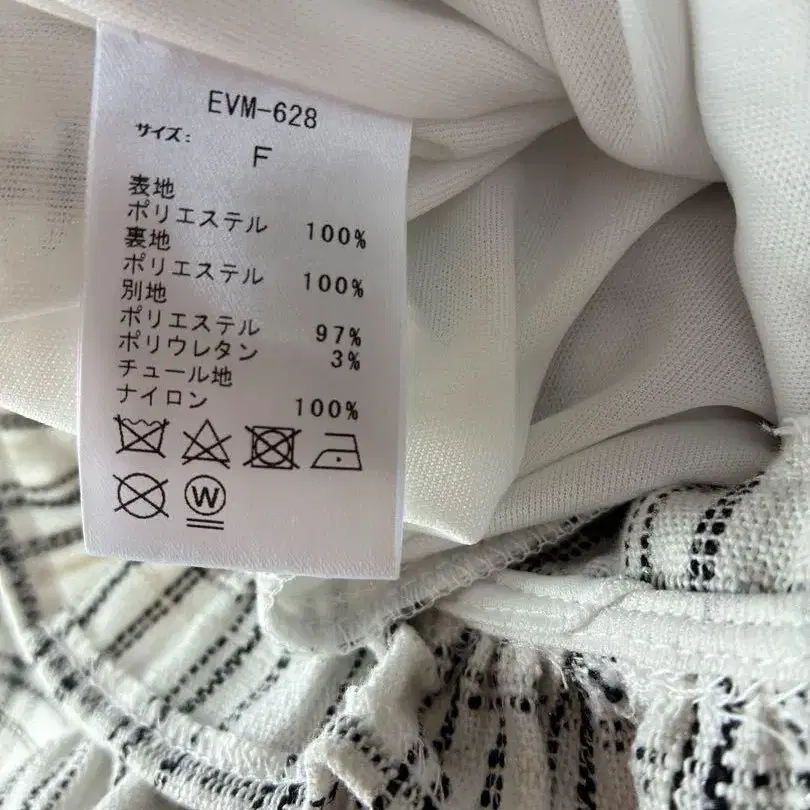 EVM-628
サイズ:
F
表地
ポリエステル 100%
裏地
ポリエステル 100%
別地
ポリエステル 97%
ポリウレタン 3%
チュール地
ナイロン 100%
W